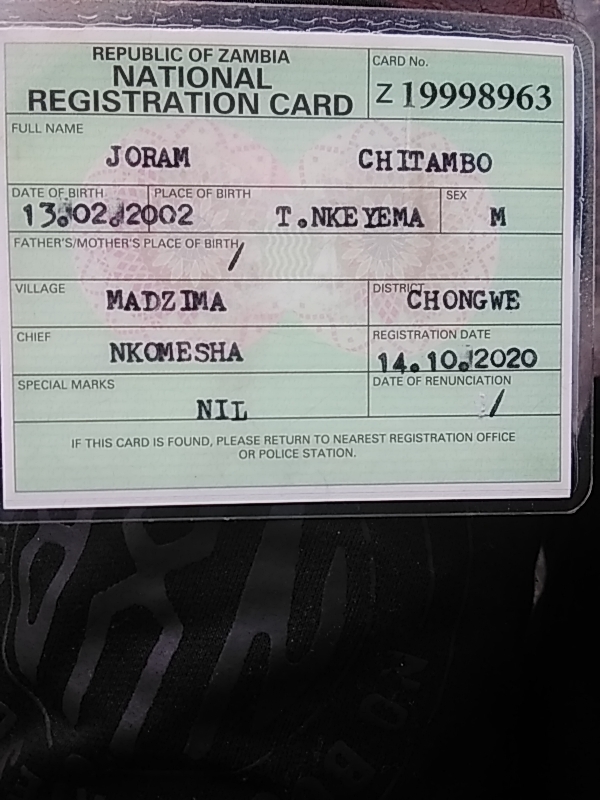 REPUBLIC OF ZAMBIA
NATIONAL
REGISTRATION CARD
CARD No.
Z 19998963
FULL NAME
JORAM CHITAMBO
DATE OF BIRTH PLACE OF BIRTH SEX
13.02.2002 T.NKEYEMA M
FATHER'S/MOTHER'S PLACE OF BIRTH
/
VILLAGE MADZIMA DISTRICT CHONGWE
CHIEF NKOMESHA REGISTRATION DATE
14.10.2020
SPECIAL MARKS DATE OF RENUNCIATION
NIL /
IF THIS CARD IS FOUND, PLEASE RETURN TO NEAREST REGISTRATION OFFICE
OR POLICE STATION.